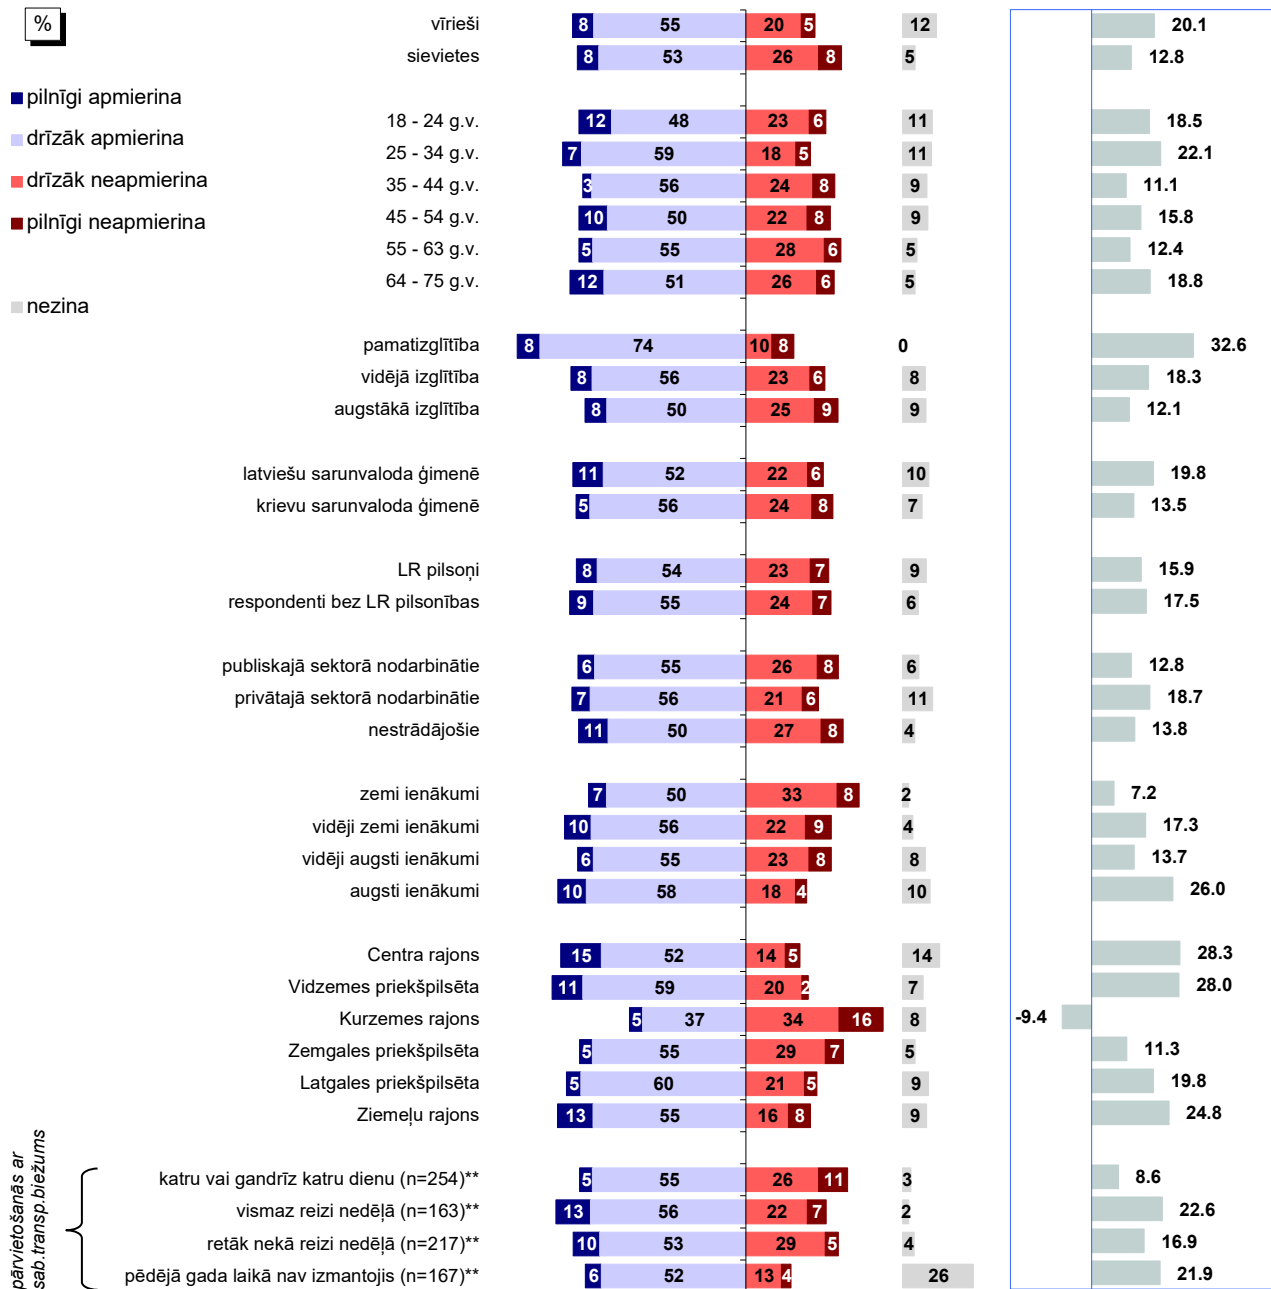 %
pilnīgi apmierina
drīzāk apmierina
drīzāk neapmierina
pilnīgi neapmierina
nezina
vīrieši 8 55 20 5 12 20.1
sievietes 8 53 26 8 5 12.8
18 - 24 g.v. 12 48 23 6 11 18.5
25 - 34 g.v. 7 59 18 5 11 22.1
35 - 44 g.v. 3 56 24 8 9 11.1
45 - 54 g.v. 10 50 22 8 9 15.8
55 - 63 g.v. 5 55 28 6 5 12.4
64 - 75 g.v. 12 51 26 6 5 18.8
pamatizglītība 8 74 10 8 0 32.6
vidējā izglītība 8 56 23 6 8 18.3
augstākā izglītība 8 50 25 9 9 12.1
latviešu sarunvaloda ģimenē 11 52 22 6 10 19.8
krievu sarunvaloda ģimenē 5 56 24 8 7 13.5
LR pilsoņi 8 54 23 7 9 15.9
respondenti bez LR pilsonības 9 55 24 7 6 17.5
publiskajā sektorā nodarbinātie 6 55 26 8 6 12.8
privātajā sektorā nodarbinātie 7 56 21 6 11 18.7
nestrādājošie 11 50 27 8 4 13.8
zemi ienākumi 7 50 33 8 2 7.2
vidēji zemi ienākumi 10 56 22 9 4 17.3
vidēji augsti ienākumi 6 55 23 8 8 13.7
augsti ienākumi 10 58 18 4 10 26.0
Centra rajons 15 52 14 5 14 28.3
Vidzemes priekšpilsēta 11 59 20 2 7 28.0
Kurzemes rajons 5 37 34 16 8 -9.4
Zemgales priekšpilsēta 5 55 29 7 5 11.3
Latgales priekšpilsēta 5 60 21 5 9 19.8
Ziemeļu rajons 13 55 16 8 9 24.8
pārvietošanās ar
sab.transp.biežums
katru vai gandrīz katru dienu (n=254)** 5 55 26 11 3 8.6
vismaz reizi nedēļā (n=163)** 13 56 22 7 2 22.6
retāk nekā reizi nedēļā (n=217)** 10 53 29 5 4 16.9
pēdējā gada laikā nav izmantojis (n=167)** 6 52 13 4 26 21.9